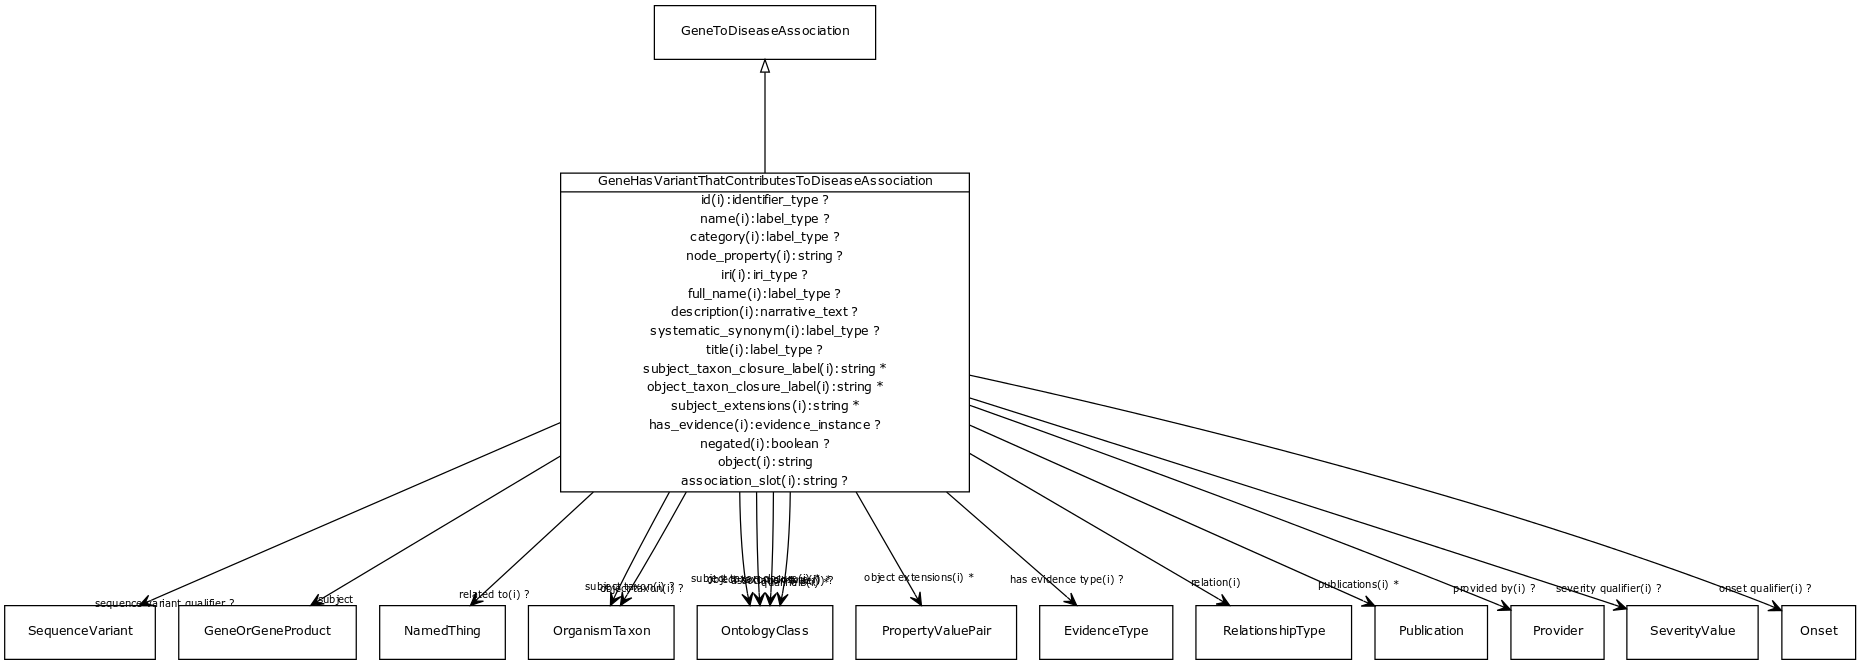 GeneToDiseaseAssociation
GeneHasVariantThatContributesToDiseaseAssociation
id(i):identifier_type ?
name(i):label_type ?
category(i):label_type ?
node_property(i):string ?
iri(i):iri_type ?
full_name(i):label_type ?
description(i):narrative_text ?
systematic_synonym(i):label_type ?
title(i):label_type ?
subject_taxon_closure_label(i):string *
object_taxon_closure_label(i):string *
subject_extensions(i):string *
has_evidence(i):evidence_instance ?
negated(i):boolean ?
object(i):string
association_slot(i):string ?
sequence variant qualifier ?
subject
related to(i) ?
subject taxon(i) ?
object taxon(i) ?
object extensions(i) *
has evidence type(i) ?
relation(i)
publications(i) *
provided by(i) ?
severity qualifier(i) ?
onset qualifier(i) ?
SequenceVariant
GeneOrGeneProduct
NamedThing
OrganismTaxon
OntologyClass
PropertyValuePair
EvidenceType
RelationshipType
Publication
Provider
SeverityValue
Onset